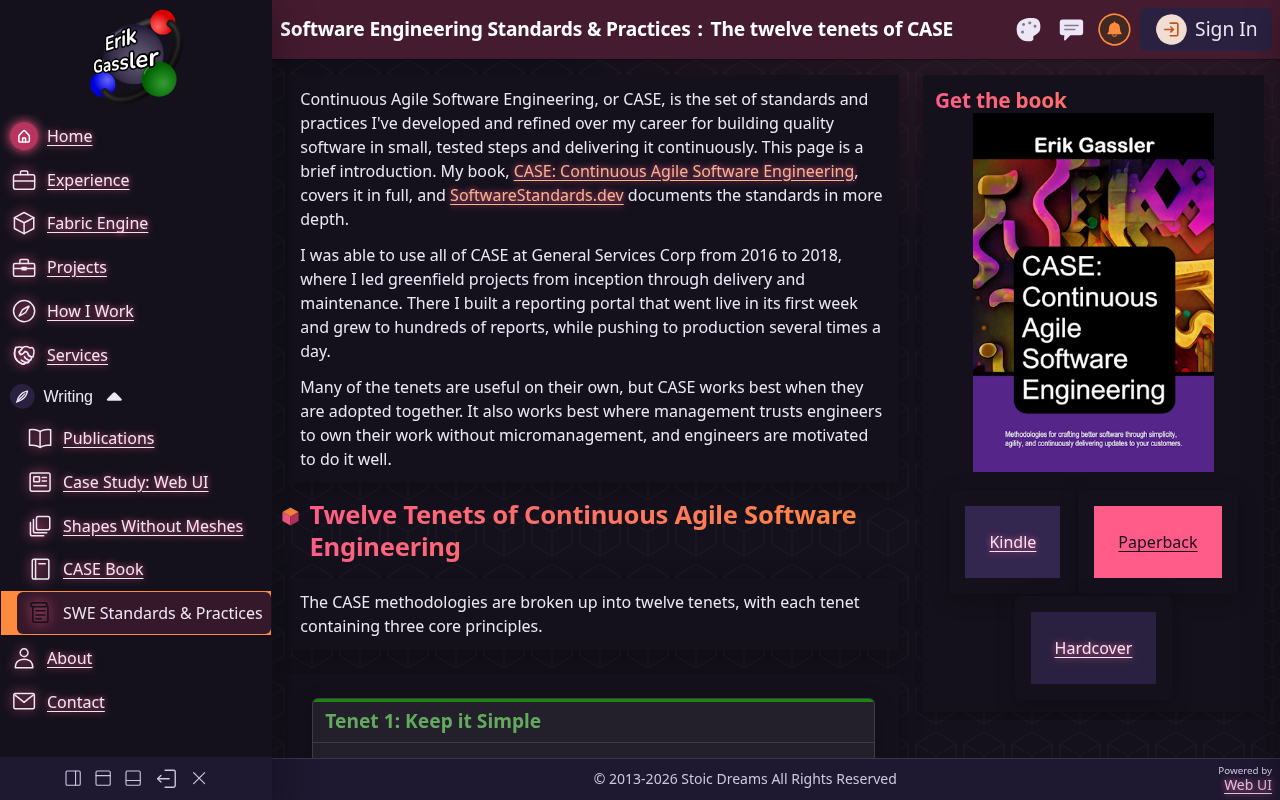 Erik
Gassler
Home
Experience
Fabric Engine
Projects
How I Work
Services
Writing
Publications
Case Study: Web UI
Shapes Without Meshes
CASE Book
SWE Standards & Practices
About
Contact
Software Engineering Standards & Practices : The twelve tenets of CASE
Sign In
Continuous Agile Software Engineering, or CASE, is the set of standards and
practices I've developed and refined over my career for building quality
software in small, tested steps and delivering it continuously. This page is a
brief introduction. My book, CASE: Continuous Agile Software Engineering,
covers it in full, and SoftwareStandards.dev documents the standards in more
depth.
I was able to use all of CASE at General Services Corp from 2016 to 2018,
where I led greenfield projects from inception through delivery and
maintenance. There I built a reporting portal that went live in its first week
and grew to hundreds of reports, while pushing to production several times a
day.
Many of the tenets are useful on their own, but CASE works best when they
are adopted together. It also works best where management trusts engineers
to own their work without micromanagement, and engineers are motivated
to do it well.
Twelve Tenets of Continuous Agile Software
Engineering
The CASE methodologies are broken up into twelve tenets, with each tenet
containing three core principles.
Tenet 1: Keep it Simple
Get the book
Erik Gassler
CASE:
Continuous
Agile
Software
Engineering
Methodologies for crafting better software through simplicity,
agility, and continuously delivering updates to your customers.
Kindle
Paperback
Hardcover
© 2013-2026 Stoic Dreams All Rights Reserved
Powered by
Web UI